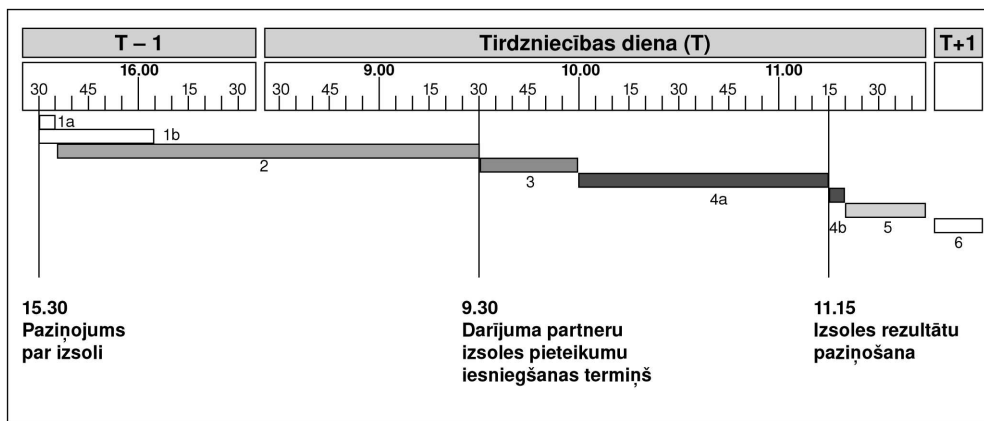 T – 1 Tirdzniecības diena (T) T+1
16.00 9.00 10.00 11.00
30 45 15 30 30 45 15 30 45 15 30 45 15 30
1a
1b
2
3
4a
4b 5
6
15.30
Paziņojums
par izsoli
9.30
Darījuma partneru
izsoles pieteikumu
iesniegšanas termiņš
11.15
Izsoles rezultātu
paziņošana